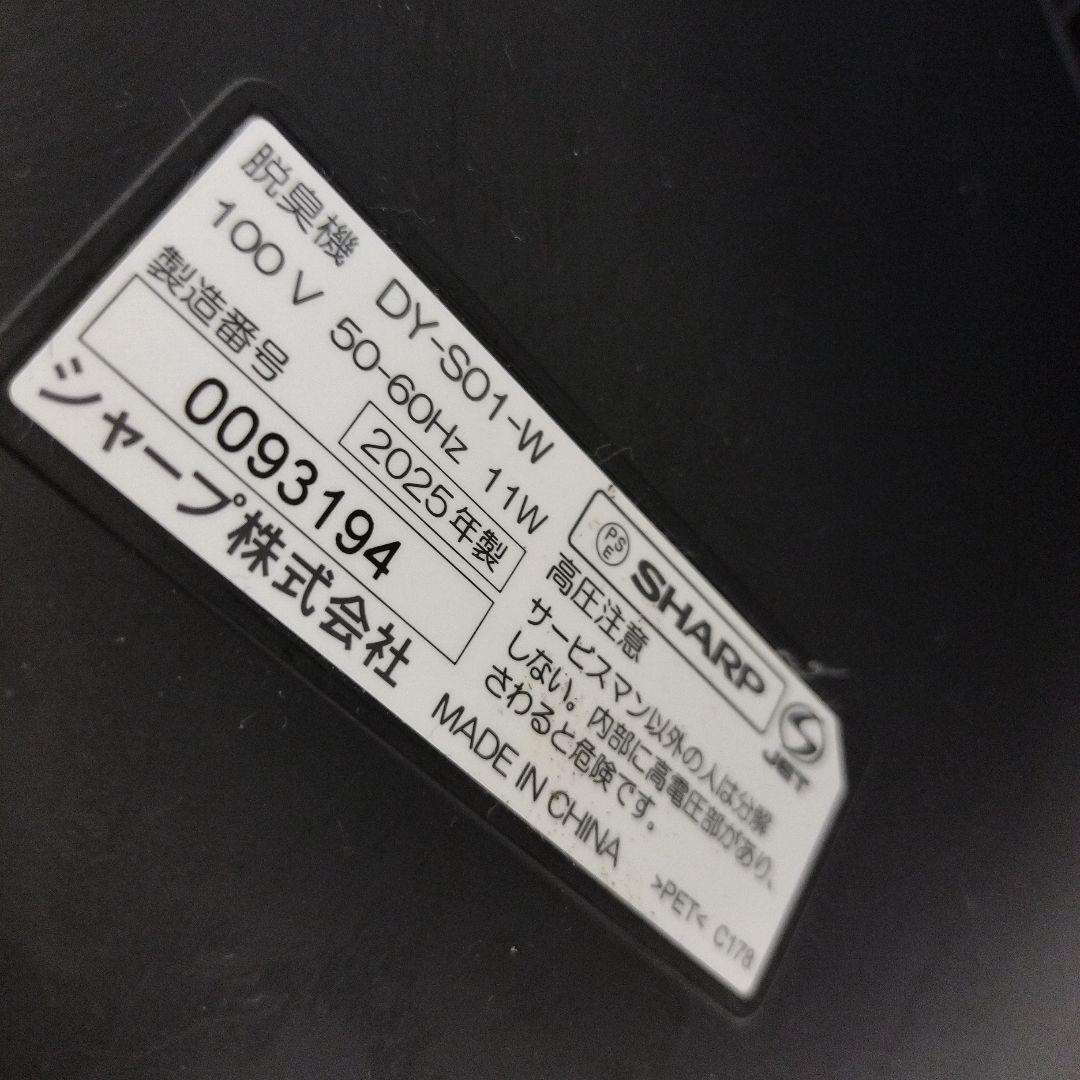 脱臭機 DY-S01-W
100 V 50-60Hz 11W
製造番号
2025年製
0093194
シャープ株式会社
PSE
SHARP
JET
高圧注意
サービスマン以外の人は分解
しない。内部に高電圧部があり、
さわると危険です。
MADE IN CHINA
>PET< C178